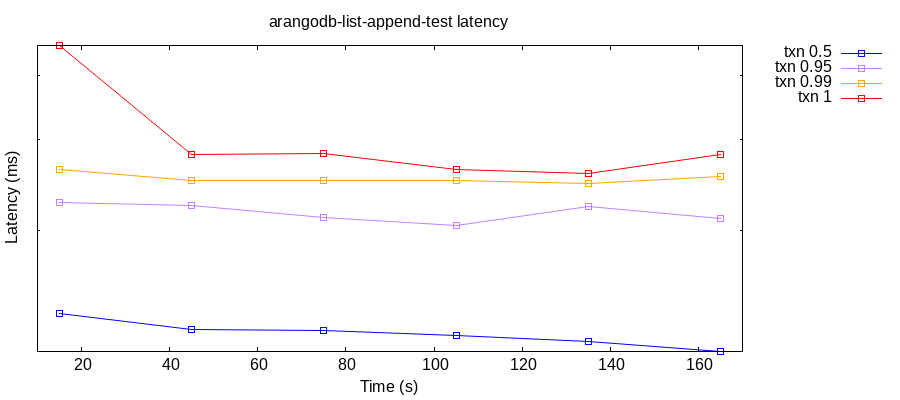 arangodb-list-append-test latency
txn 0.5
txn 0.95
txn 0.99
txn 1
Latency (ms)
20 40 60 80 100 120 140 160
Time (s)